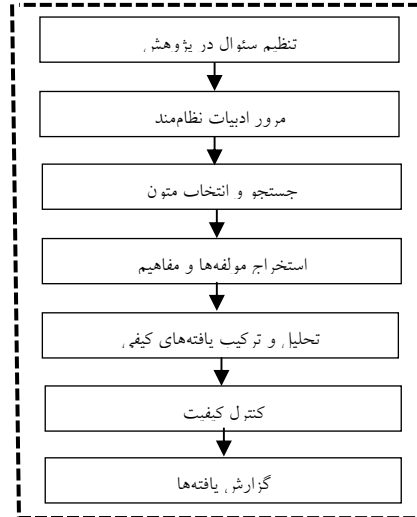 تنظیم سئوال در پژوهش
مرور ادبیات نظام‌مند
جستجو و انتخاب متون
استخراج مولفه‌ها و مفاهیم
تحلیل و ترکیب یافته‌های کیفی
کنترل کیفیت
گزارش یافته‌ها